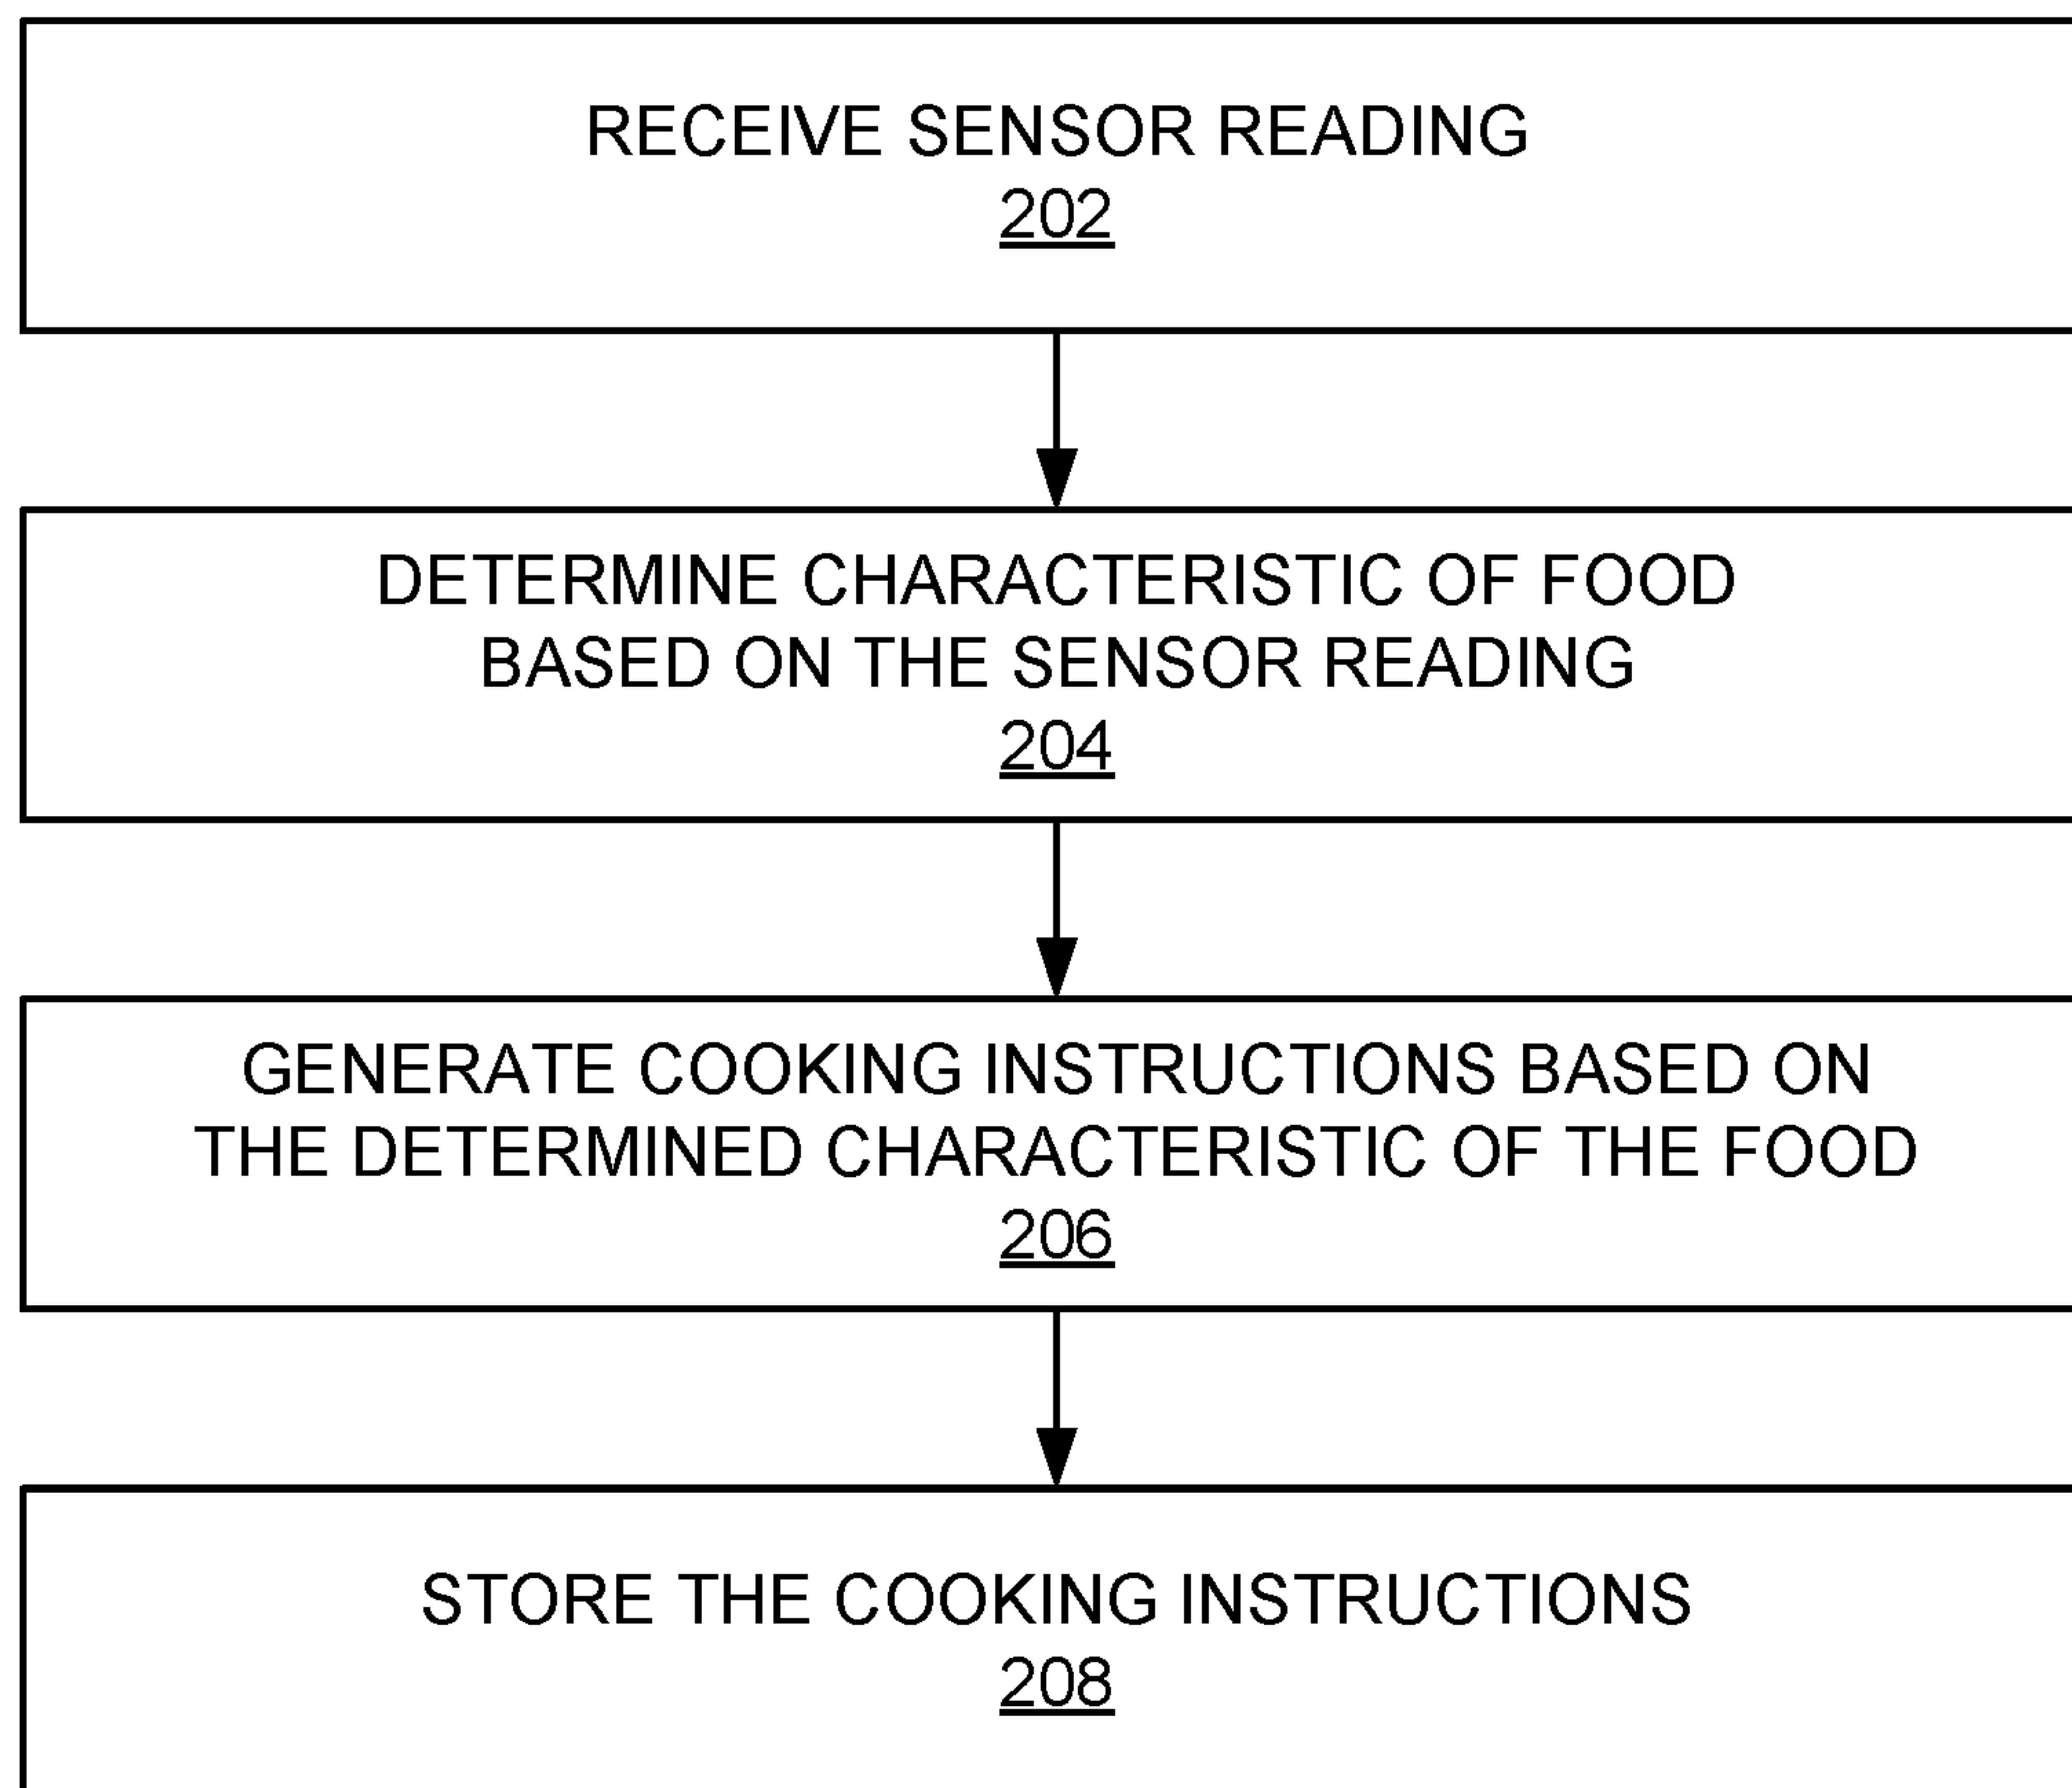 RECEIVE SENSOR READING
202
DETERMINE CHARACTERISTIC OF FOOD
BASED ON THE SENSOR READING
204
GENERATE COOKING INSTRUCTIONS BASED ON
THE DETERMINED CHARACTERISTIC OF THE FOOD
206
STORE THE COOKING INSTRUCTIONS
208